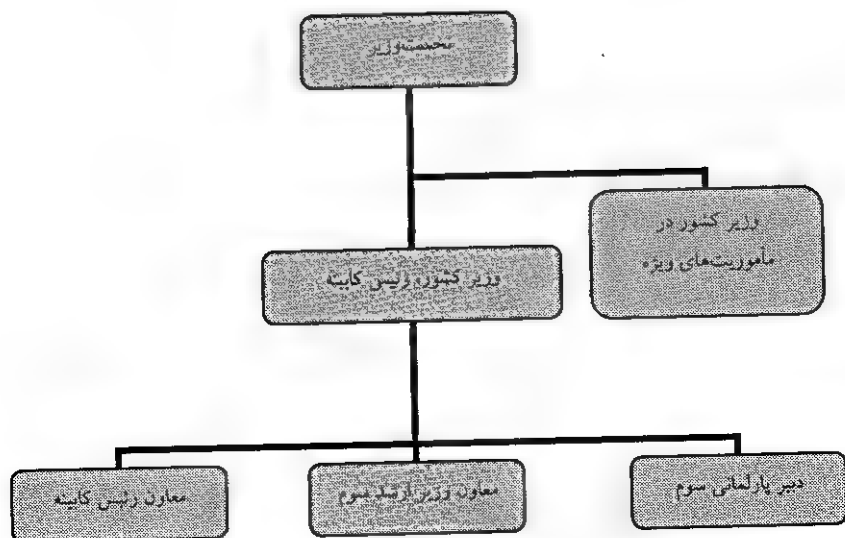 نخست‌وزیر
وزیر کشور در
مأموریت‌های ویژه
وزیر کشور، رئیس کابینه
دبیر پارلمانی سوم
معاون وزیر ارشد سوم
معاون رئیس کابینه